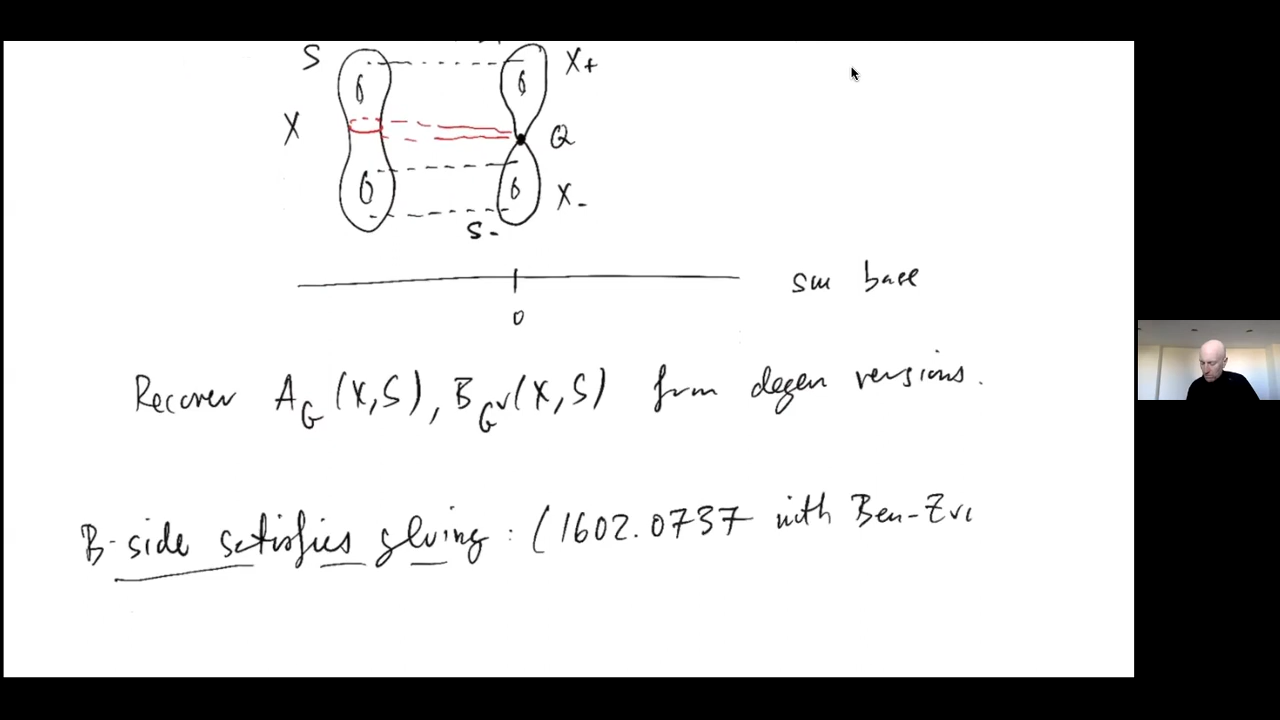 S X+
X Q
X-
S-
sm base
0
Recover A_G (X,S), B_G^∨ (X,S) from degen versions.
B-side satisfies gluing : (1602.0737 with Ben-Zvi